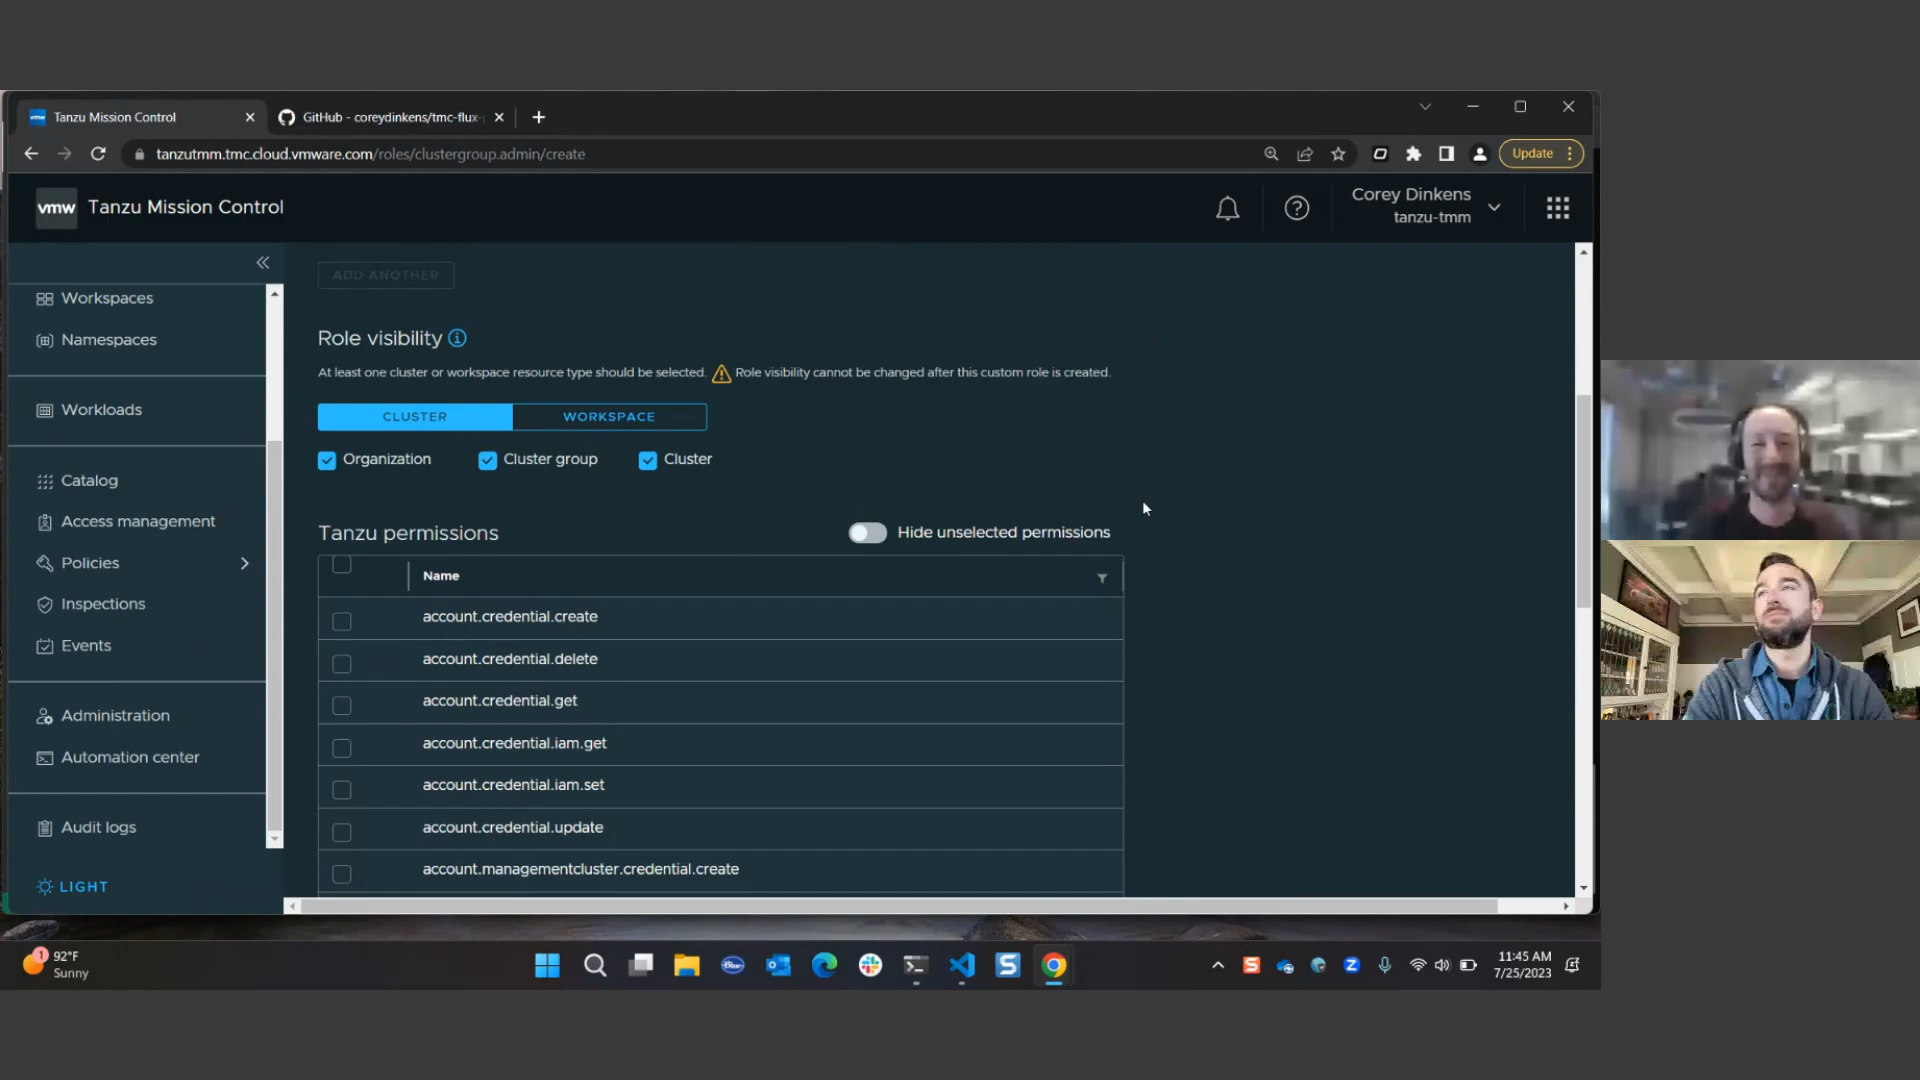 Tanzu Mission Control
GitHub - coreydinkens/tmc-flux-
tanzutmm.tmc.cloud.vmware.com/roles/clustergroup.admin/create
Update
vmw
Tanzu Mission Control
Corey Dinkens
tanzu-tmm
Workspaces
Namespaces
Workloads
Catalog
Access management
Policies
Inspections
Events
Administration
Automation center
Audit logs
LIGHT
ADD ANOTHER
Role visibility
At least one cluster or workspace resource type should be selected. Role visibility cannot be changed after this custom role is created.
CLUSTER WORKSPACE
Organization Cluster group Cluster
Tanzu permissions Hide unselected permissions
Name
account.credential.create
account.credential.delete
account.credential.get
account.credential.iam.get
account.credential.iam.set
account.credential.update
account.managementcluster.credential.create
1
92°F
Sunny
11:45 AM
7/25/2023